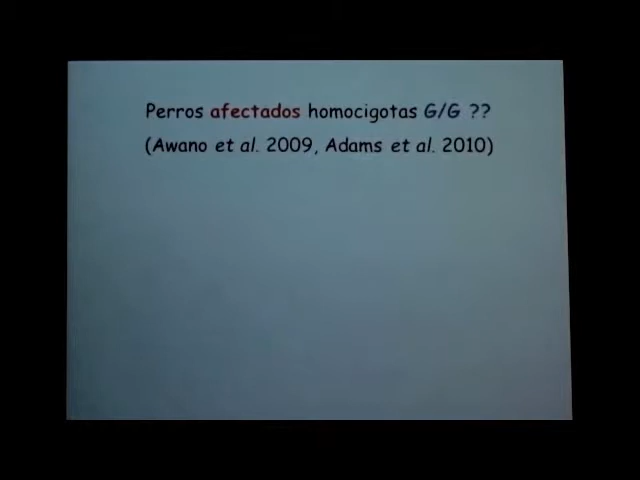 Perros afectados homocigotas G/G ??
(Awano et al. 2009, Adams et al. 2010)